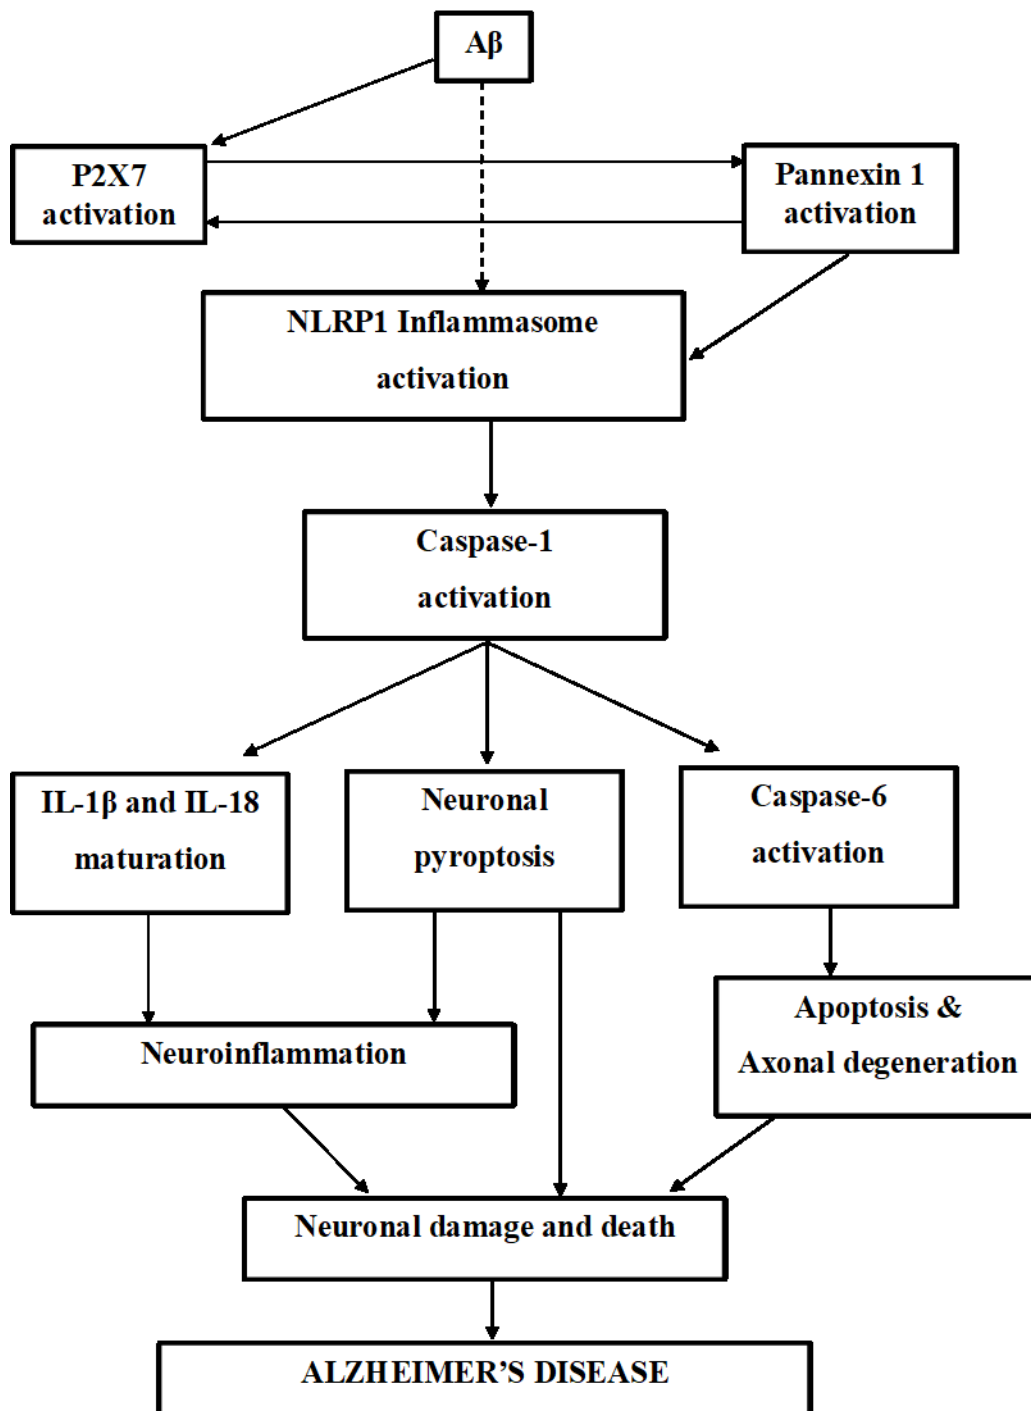 Aβ
P2X7
activation
Pannexin 1
activation
NLRP1 Inflammasome
activation
Caspase-1
activation
IL-1β and IL-18
maturation
Neuronal
pyroptosis
Caspase-6
activation
Apoptosis &
Axonal degeneration
Neuroinflammation
Neuronal damage and death
ALZHEIMER'S DISEASE